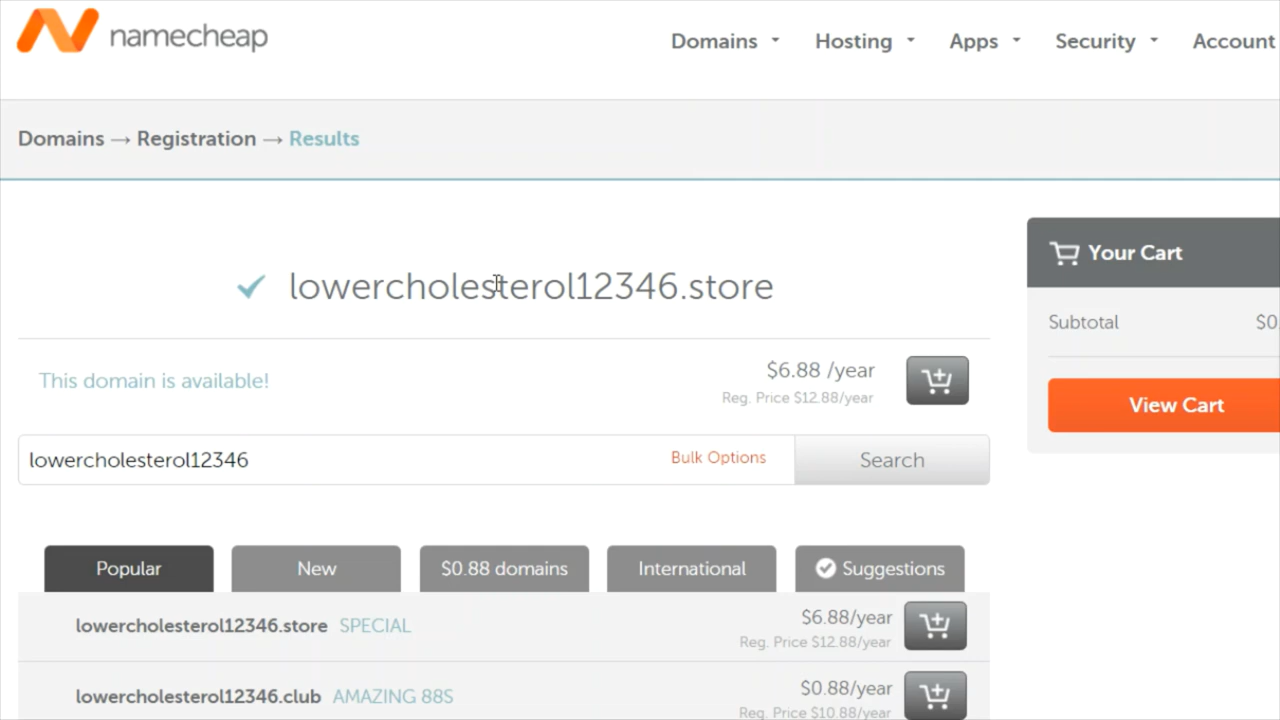 namecheap
Domains Hosting Apps Security Account
Domains → Registration → Results
lowercholesterol12346.store
Your Cart
This domain is available!
$6.88 /year
Reg. Price $12.88/year
Subtotal $0
View Cart
lowercholesterol12346 Bulk Options Search
Popular New $0.88 domains International Suggestions
lowercholesterol12346.store SPECIAL $6.88/year
Reg. Price $12.88/year
lowercholesterol12346.club AMAZING 88S $0.88/year
Reg. Price $10.88/year